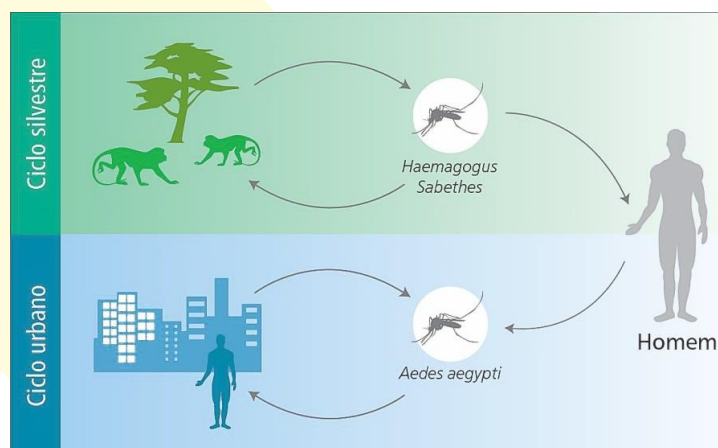 Ciclo silvestre
Haemagogus
Sabethes
Homem
Ciclo urbano
Aedes aegypti